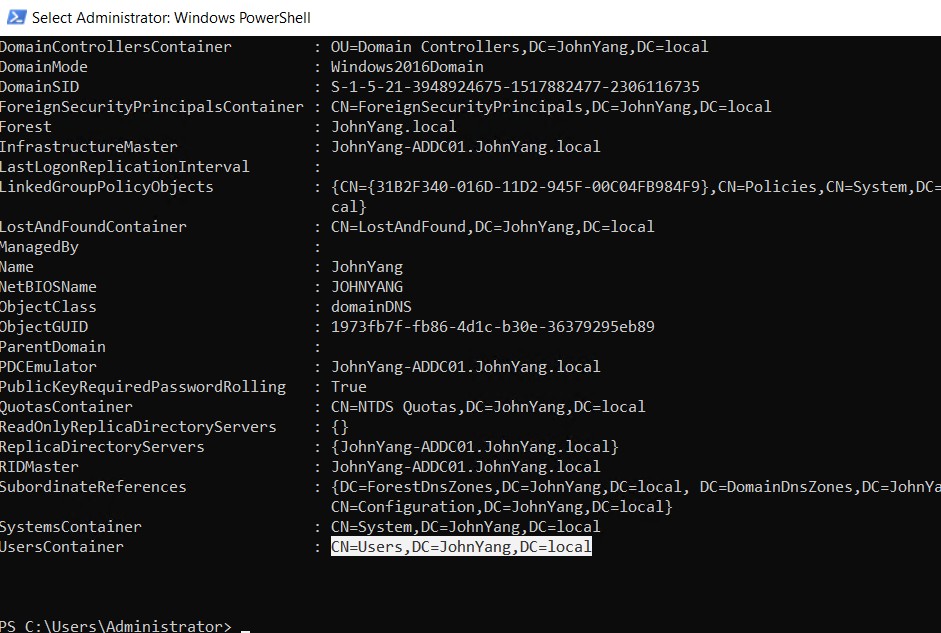 Select Administrator: Windows PowerShell
DomainControllersContainer : OU=Domain Controllers,DC=JohnYang,DC=local
DomainMode : Windows2016Domain
DomainSID : S-1-5-21-3948924675-1517882477-2306116735
ForeignSecurityPrincipalsContainer : CN=ForeignSecurityPrincipals,DC=JohnYang,DC=local
Forest : JohnYang.local
InfrastructureMaster : JohnYang-ADDC01.JohnYang.local
LastLogonReplicationInterval :
LinkedGroupPolicyObjects : {CN={31B2F340-016D-11D2-945F-00C04FB984F9},CN=Policies,CN=System,DC=
cal}
LostAndFoundContainer : CN=LostAndFound,DC=JohnYang,DC=local
ManagedBy :
Name : JohnYang
NetBIOSName : JOHNYANG
ObjectClass : domainDNS
ObjectGUID : 1973fb7f-fb86-4d1c-b30e-36379295eb89
ParentDomain :
PDCEmulator : JohnYang-ADDC01.JohnYang.local
PublicKeyRequiredPasswordRolling : True
QuotasContainer : CN=NTDS Quotas,DC=JohnYang,DC=local
ReadOnlyReplicaDirectoryServers : {}
ReplicaDirectoryServers : {JohnYang-ADDC01.JohnYang.local}
RIDMaster : JohnYang-ADDC01.JohnYang.local
SubordinateReferences : {DC=ForestDnsZones,DC=JohnYang,DC=local, DC=DomainDnsZones,DC=JohnYa
CN=Configuration,DC=JohnYang,DC=local}
SystemsContainer : CN=System,DC=JohnYang,DC=local
UsersContainer : CN=Users,DC=JohnYang,DC=local
PS C:\Users\Administrator> _